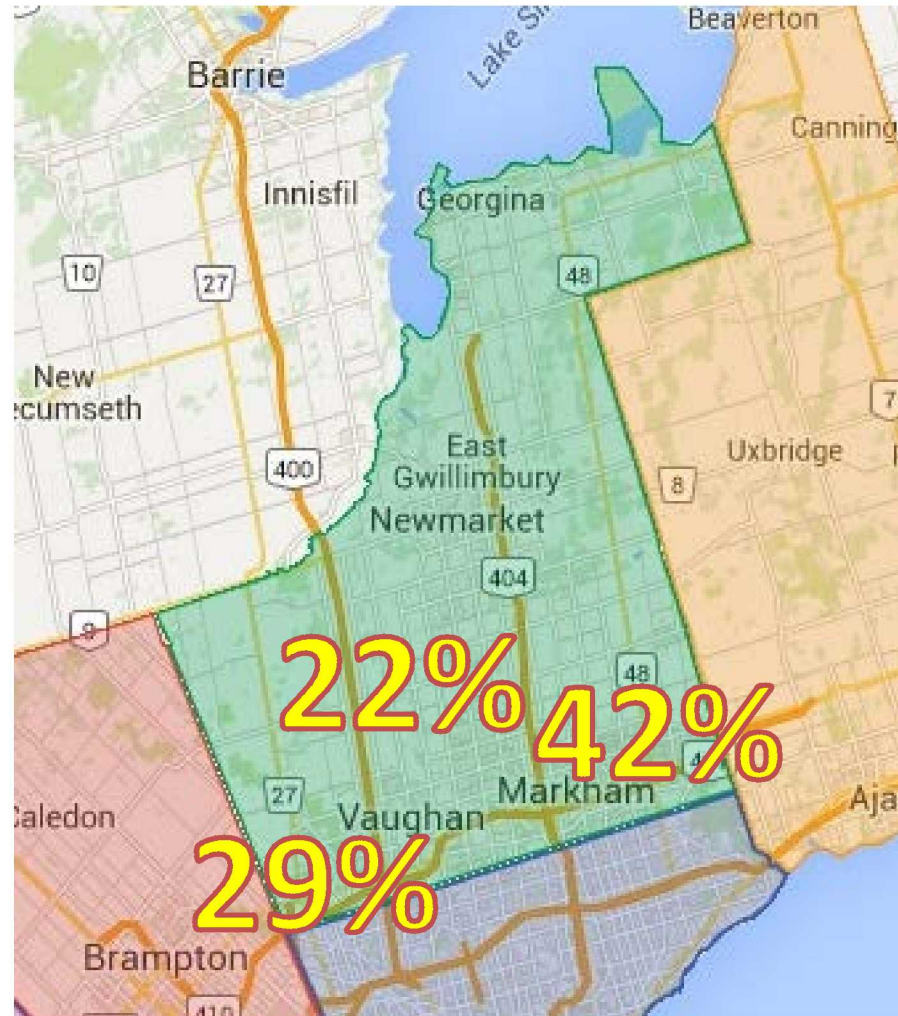 Beaverton
Lake Si
Barrie
Canning
Innisfil
Georgina
10
27
48
New
ecumseth
7
400
East
Gwillimbury
Uxbridge
8
Newmarket
404
9
22%
48
42%
4
27
Markham
Caledon
Vaughan
Aja
29%
Brampton
410